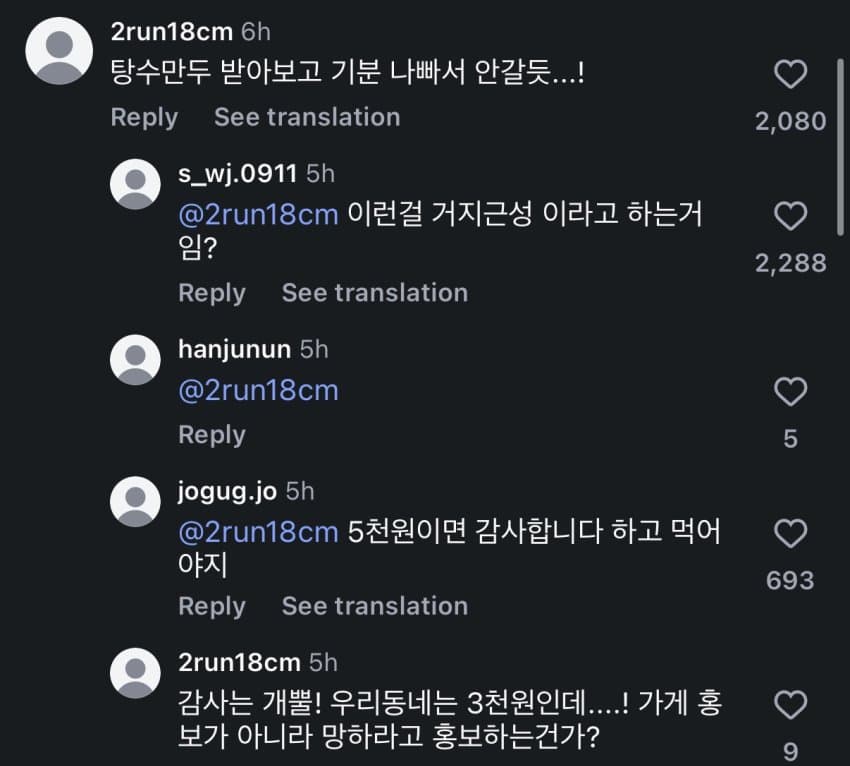 2run18cm 6h
탕수만두 받아보고 기분 나빠서 안갈듯...!
2,080
Reply See translation
s_wj.0911 5h
@2run18cm 이런걸 거지근성 이라고 하는거
임?
2,288
Reply See translation
hanjunun 5h
@2run18cm
5
Reply
jogug.jo 5h
@2run18cm 5천원이면 감사합니다 하고 먹어
야지
693
Reply See translation
2run18cm 5h
감사는 개뿔! 우리동네는 3천원인데....! 가게 홍
보가 아니라 망하라고 홍보하는건가?
9